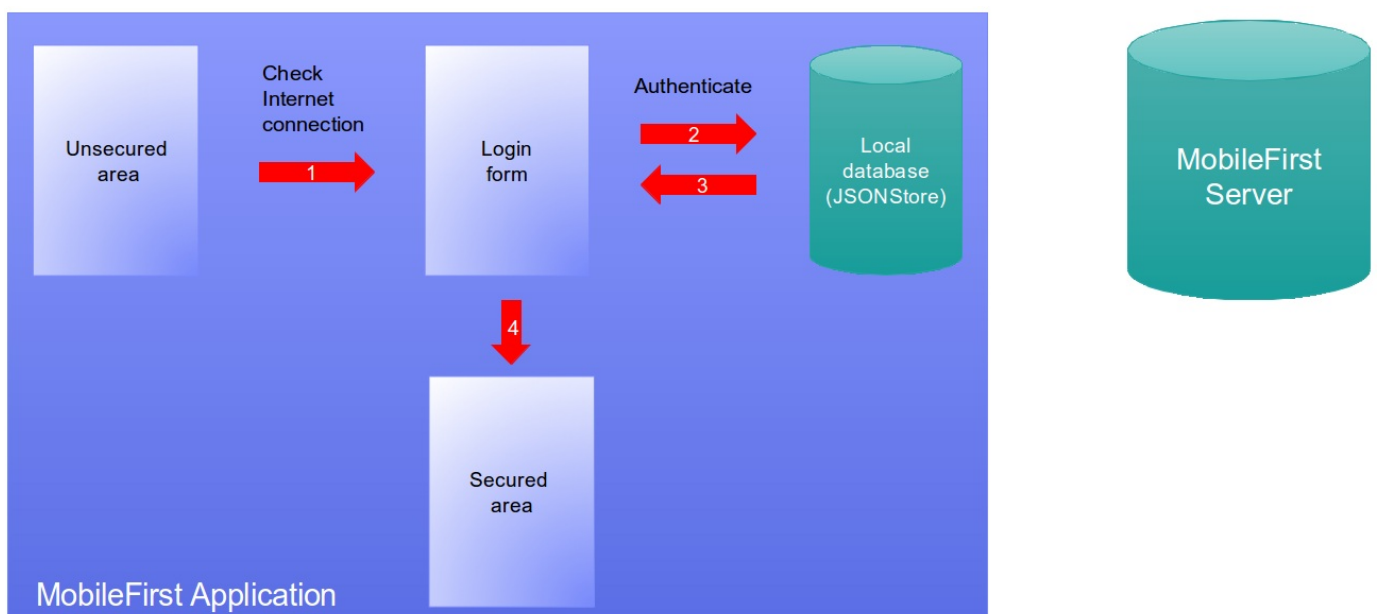 Unsecured
area
Check
Internet
connection
1
Login
form
Authenticate
2
3
Local
database
(JSONStore)
MobileFirst
Server
4
Secured
area
MobileFirst Application